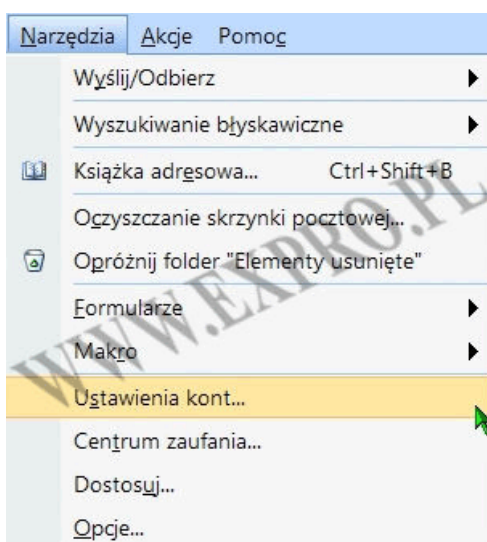 Narzędzia Akcje Pomoc
Wyślij/Odbierz
Wyszukiwanie błyskawiczne
Książka adresowa... Ctrl+Shift+B
Oczyszczanie skrzynki pocztowej...
Opróżnij folder "Elementy usunięte"
Formularze
Makro
Ustawienia kont...
Centrum zaufania...
Dostosuj...
Opcje...
WWW.EXPRO.PL